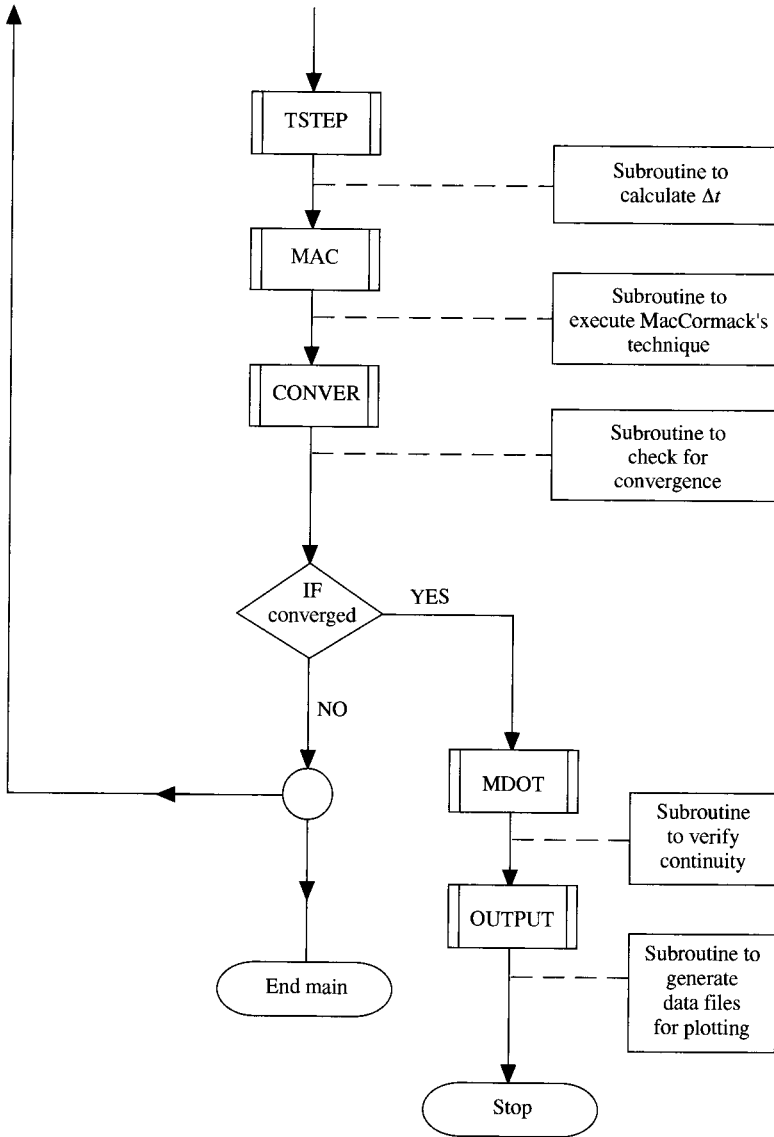 TSTEP
Subroutine to
calculate Δt
MAC
Subroutine to
execute MacCormack's
technique
CONVER
Subroutine to
check for
convergence
IF
converged
YES
NO
MDOT
Subroutine
to verify
continuity
OUTPUT
Subroutine to
generate
data files
for plotting
End main
Stop